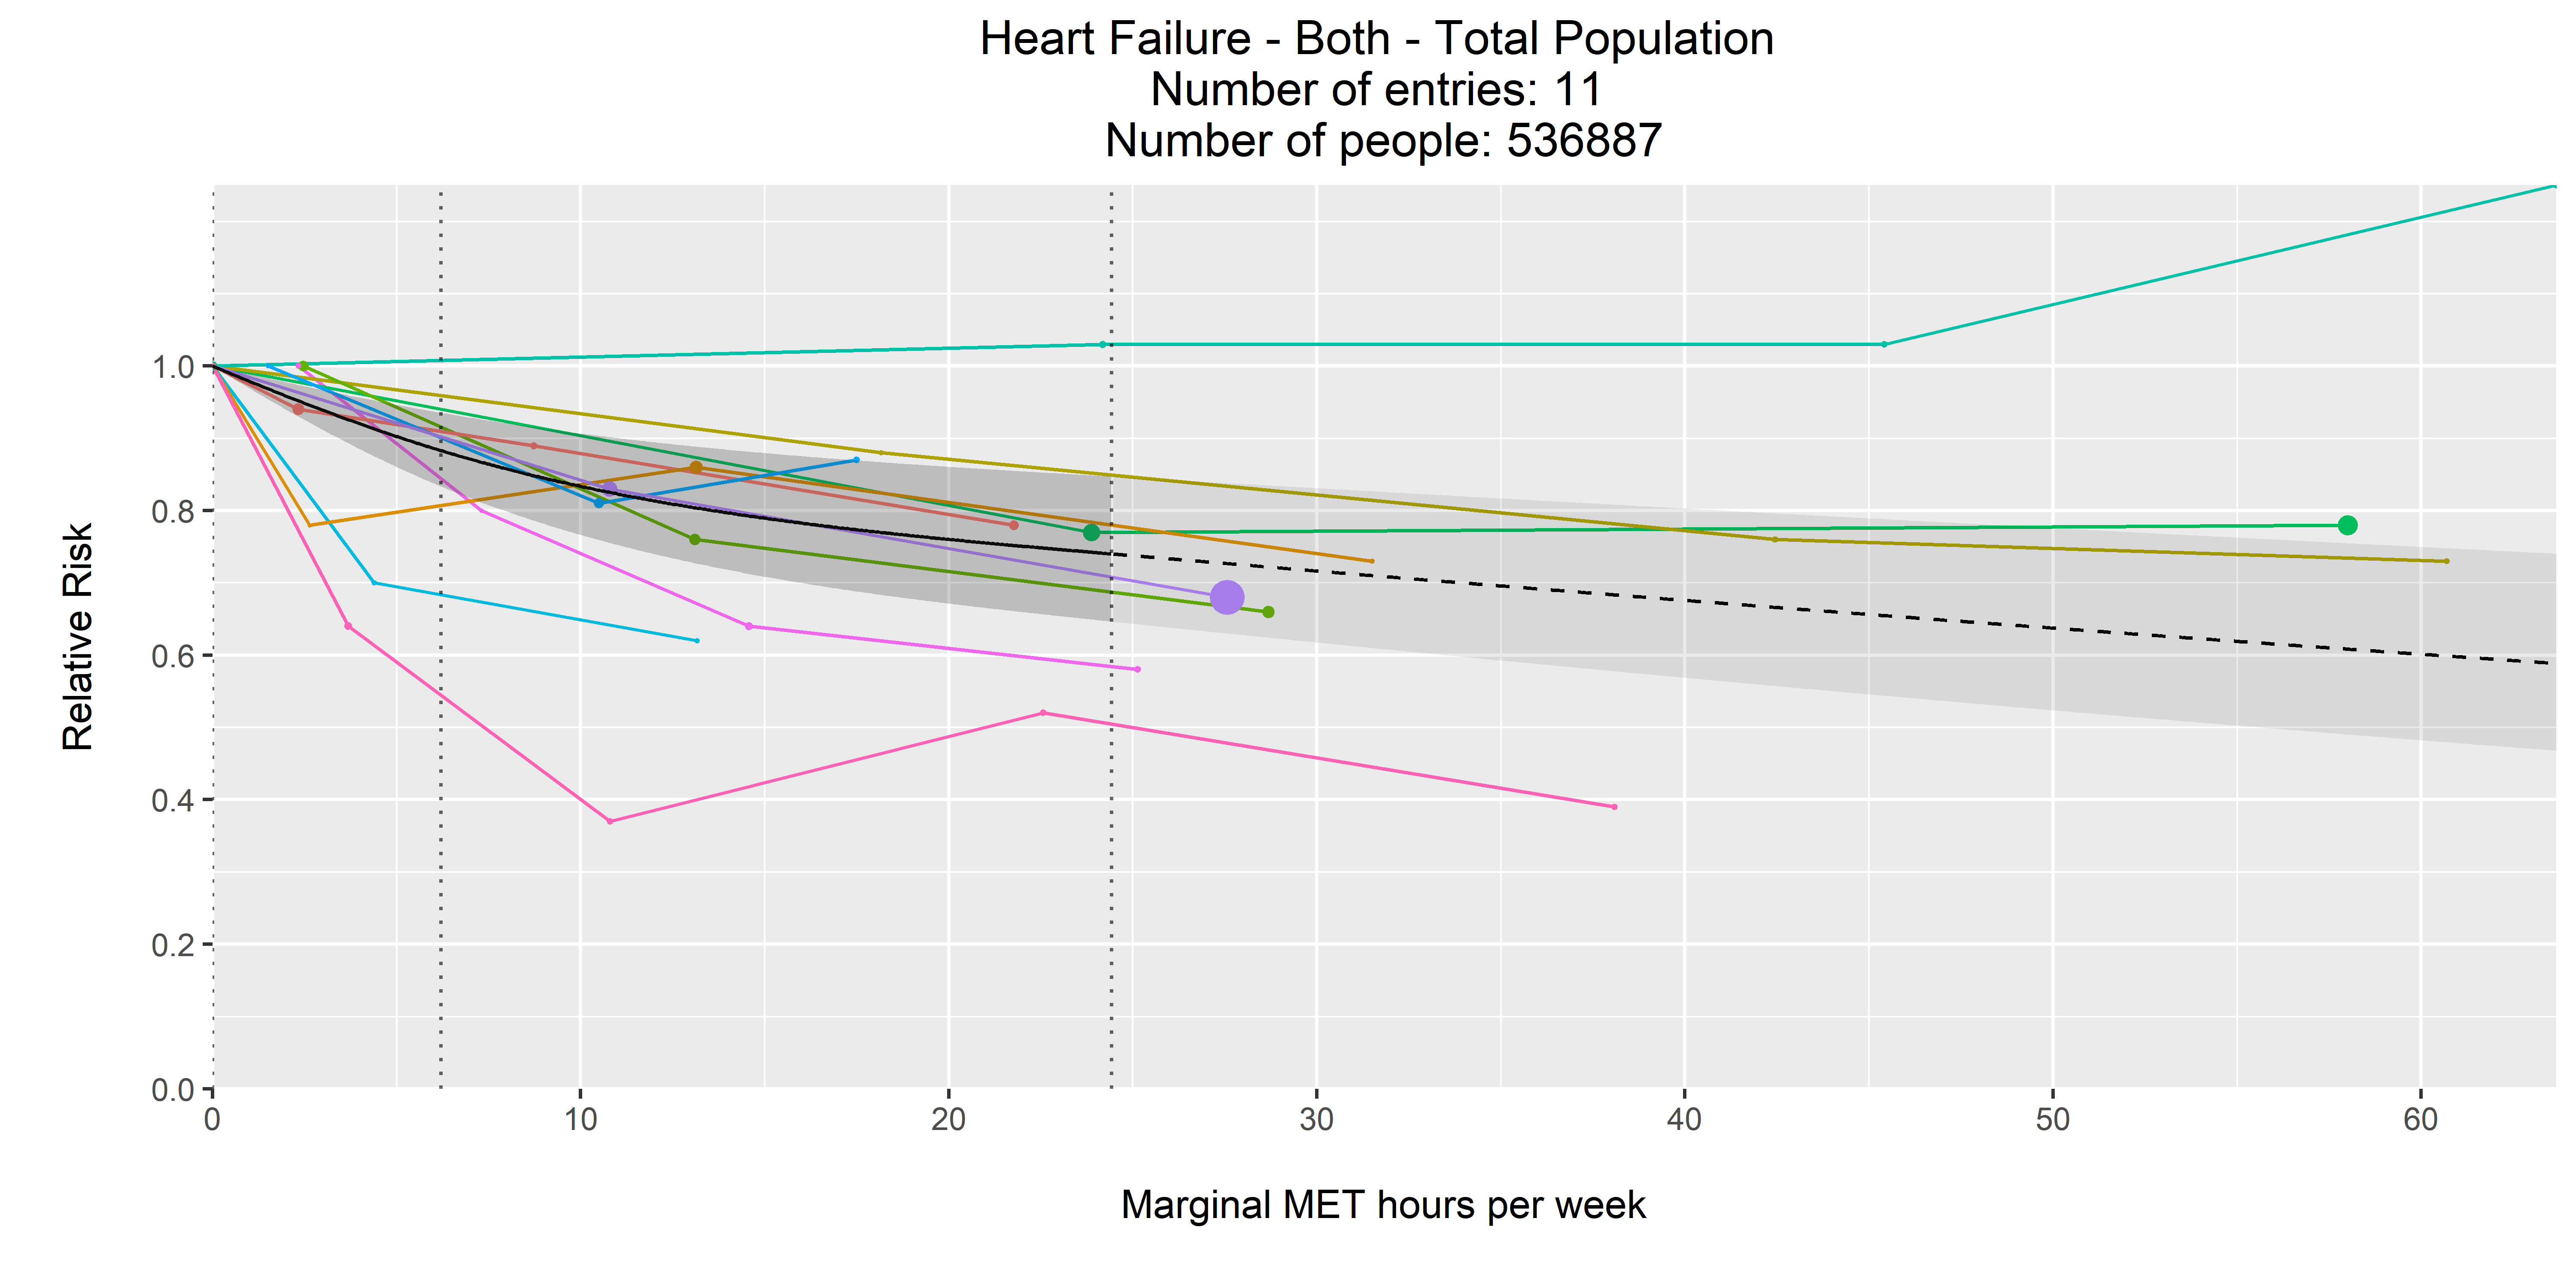 Heart Failure - Both - Total Population
Number of entries: 11
Number of people: 536887
Relative Risk
1.0
0.8
0.6
0.4
0.2
0.0
0 10 20 30 40 50 60
Marginal MET hours per week